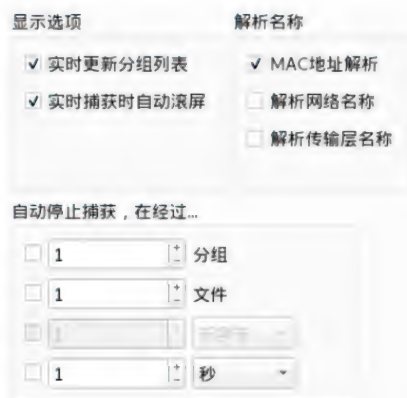 显示选项
解析名称
实时更新分组列表
MAC地址解析
实时捕获时自动滚屏
解析网络名称
解析传输层名称
自动停止捕获，在经过...
1 分组
1 文件
1
1 秒